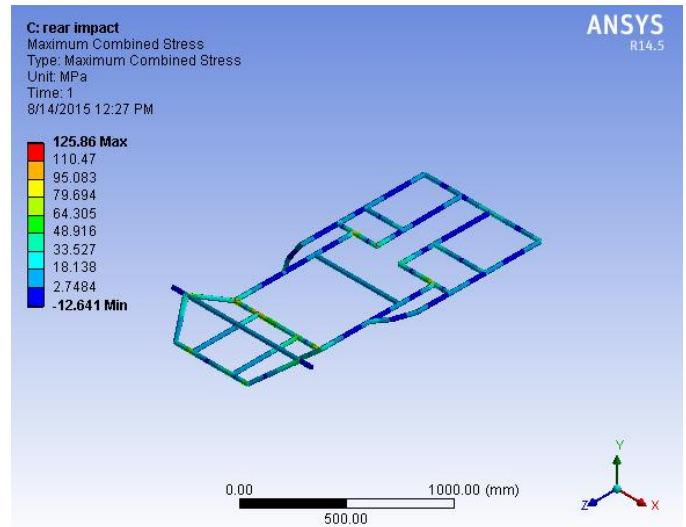 C: rear impact
Maximum Combined Stress
Type: Maximum Combined Stress
Unit: MPa
Time: 1
8/14/2015 12:27 PM
ANSYS
R14.5
125.86 Max
110.47
95.083
79.694
64.305
48.916
33.527
18.138
2.7484
-12.641 Min
0.00
1000.00 (mm)
500.00
Y
Z
X